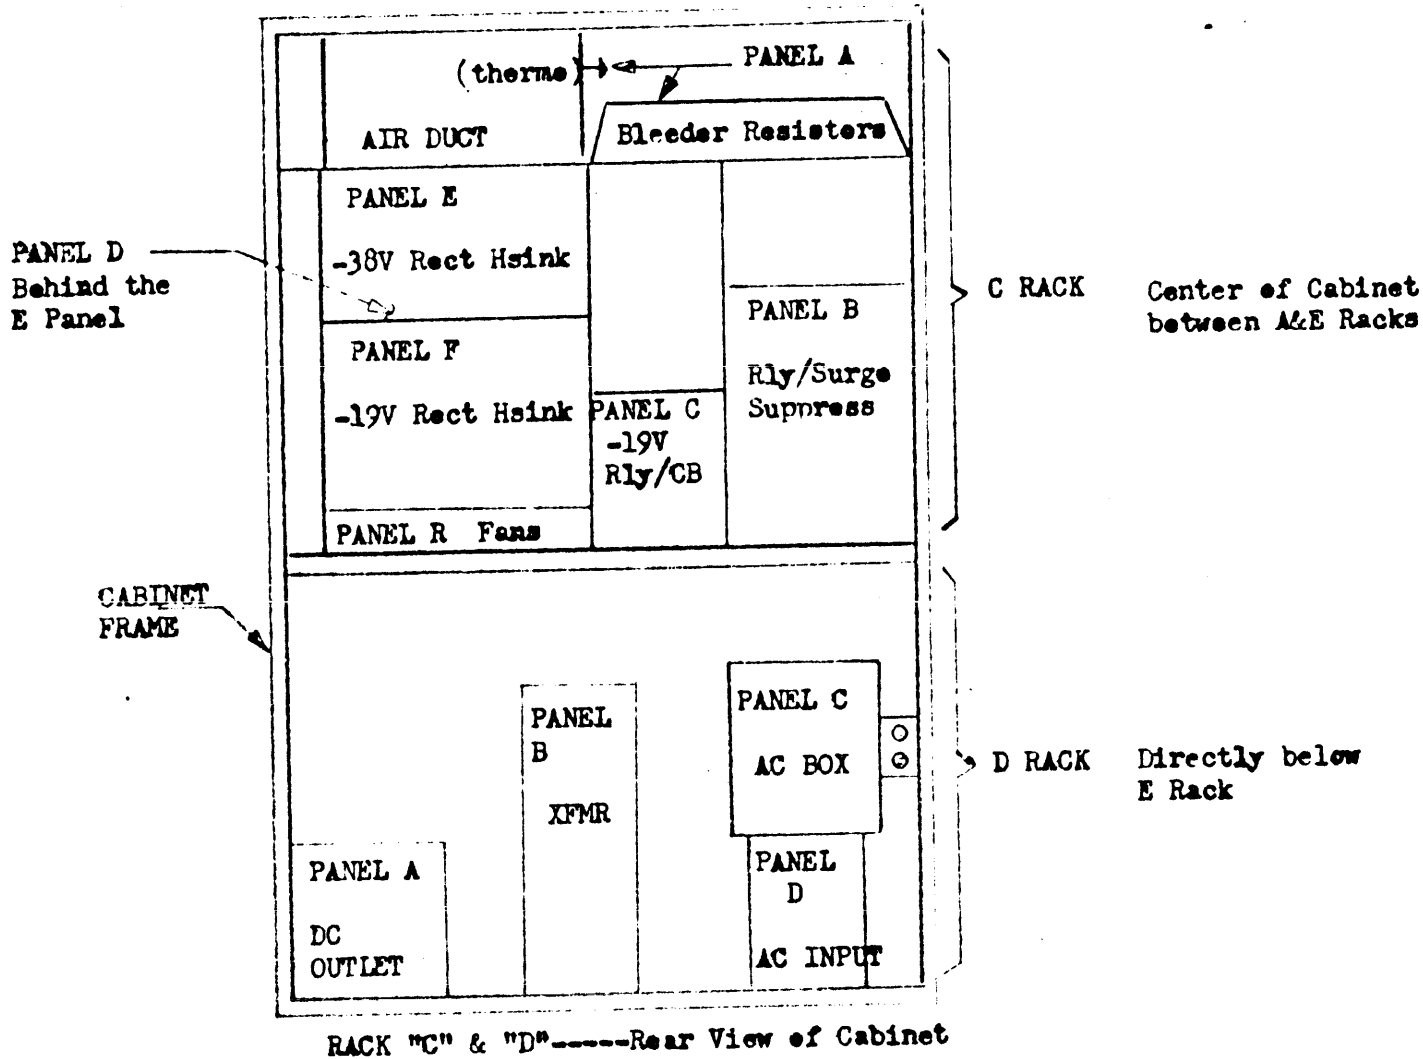 (thermo)
PANEL A
AIR DUCT
Bleeder Resistors
PANEL E
-38V Rect Hsink
PANEL D
Behind the
E Panel
PANEL F
-19V Rect Hsink
PANEL C
-19V
Rly/CB
PANEL B
Rly/Surge
Suppress
PANEL R Fans
C RACK
Center of Cabinet
between A&E Racks
CABINET
FRAME
PANEL
B
XFMR
PANEL C
AC BOX
D RACK
Directly below
E Rack
PANEL A
DC
OUTLET
PANEL
D
AC INPUT
RACK "C" & "D"-----Rear View of Cabinet